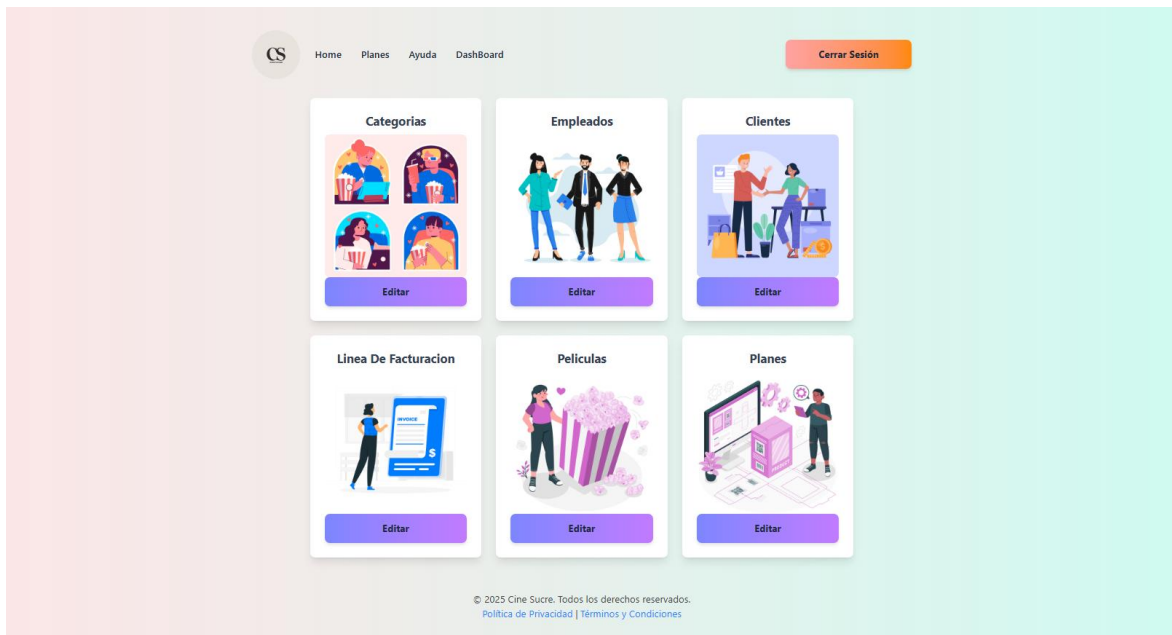 CS
Home Planes Ayuda DashBoard
Cerrar Sesión
Categorias Empleados Clientes
Editar Editar Editar
Linea De Facturacion Peliculas Planes
INVOICE
$
Editar Editar Editar
© 2025 Cine Sucre. Todos los derechos reservados.
Política de Privacidad | Términos y Condiciones